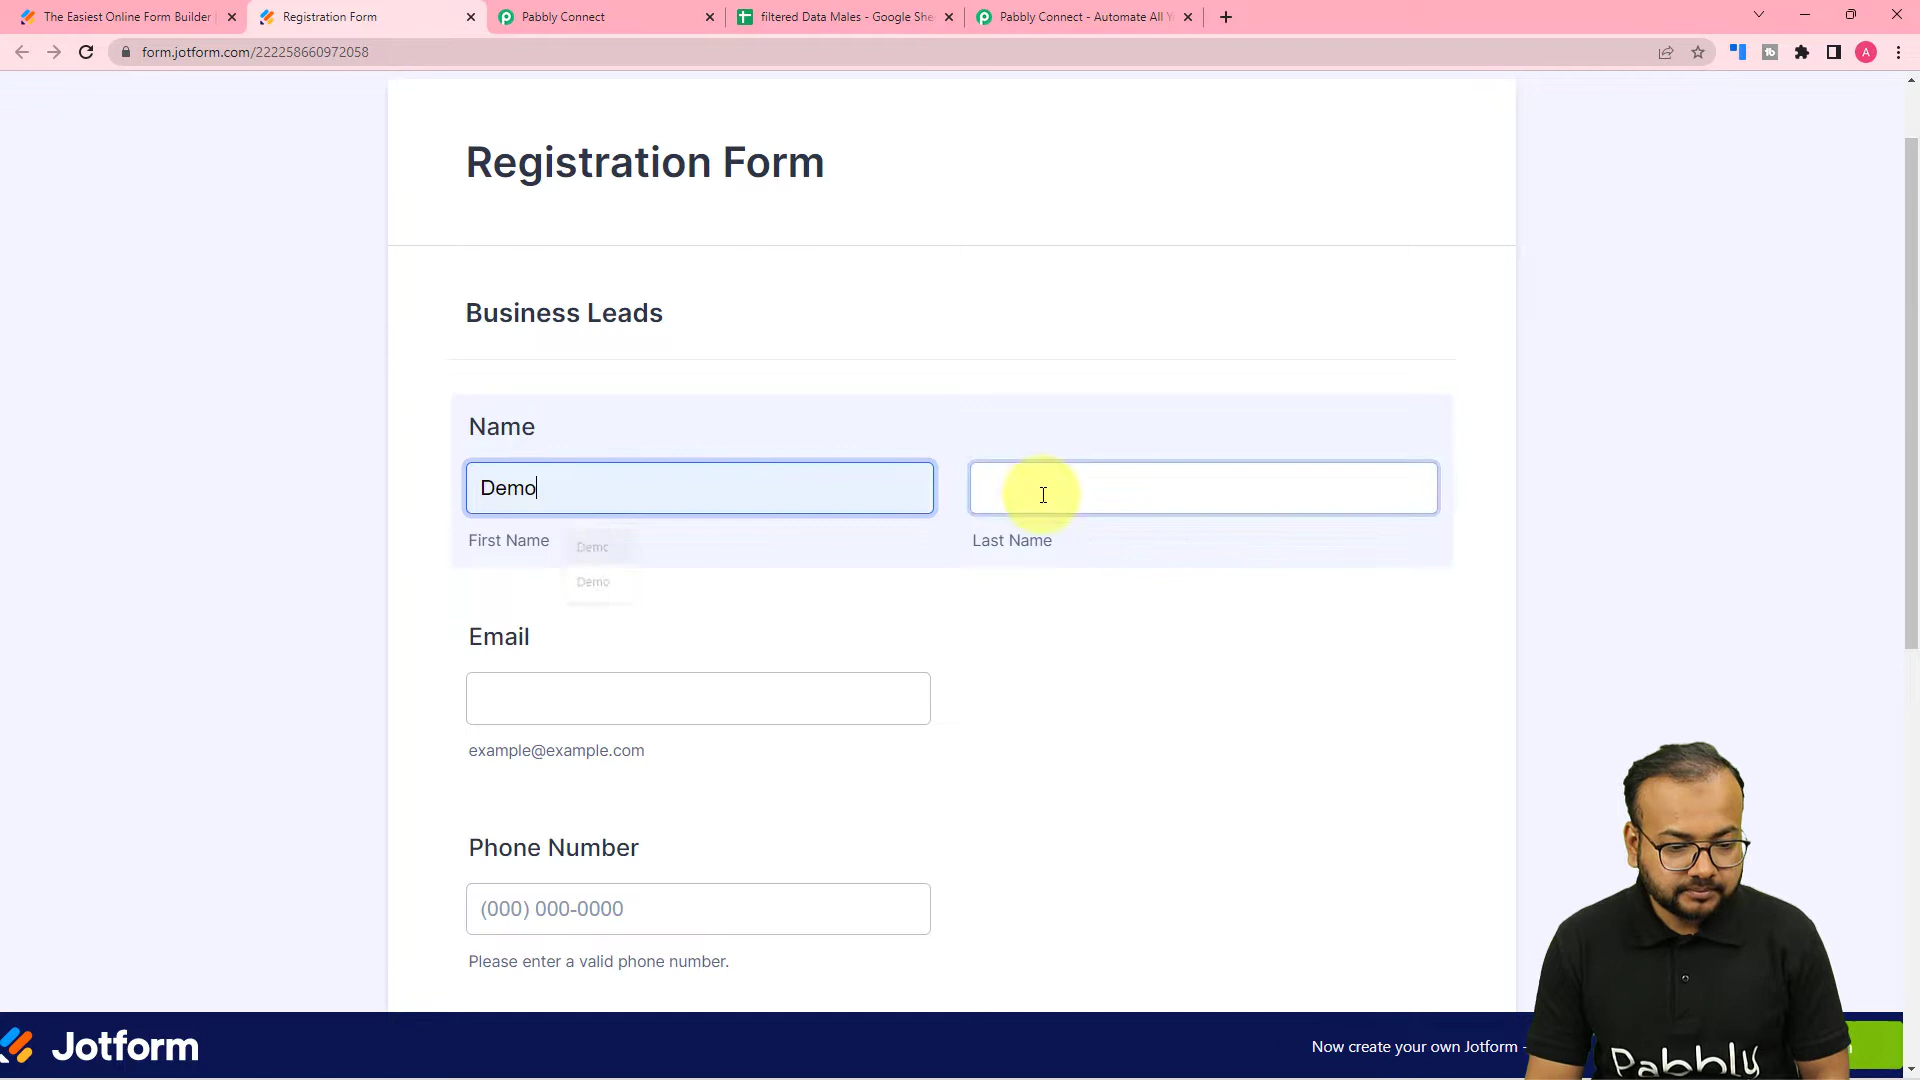 The Easiest Online Form Builder
Registration Form
Pabbly Connect
filtered Data Males - Google She
Pabbly Connect - Automate All Y
form.jotform.com/222258660972058
A
Registration Form
Business Leads
Name
Demo
First Name
Last Name
Demo
Demo
Email
example@example.com
Phone Number
(000) 000-0000
Please enter a valid phone number.
Jotform
Now create your own Jotform -
Pabbly